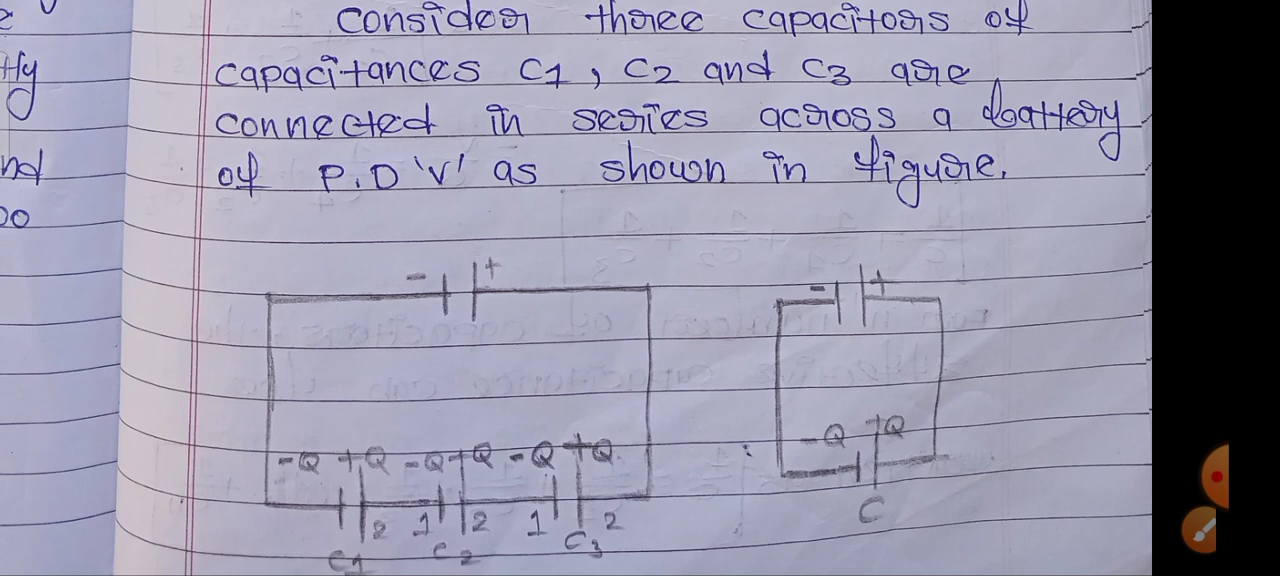 Consider three capacitors of
capacitances C1, C2 and C3 are
connected in series across a battery
of P.D 'V' as shown in figure.
- +
- +
-Q +Q -Q +Q -Q +Q
-Q +Q
2 1 2 1 2
C1 C2 C3
C